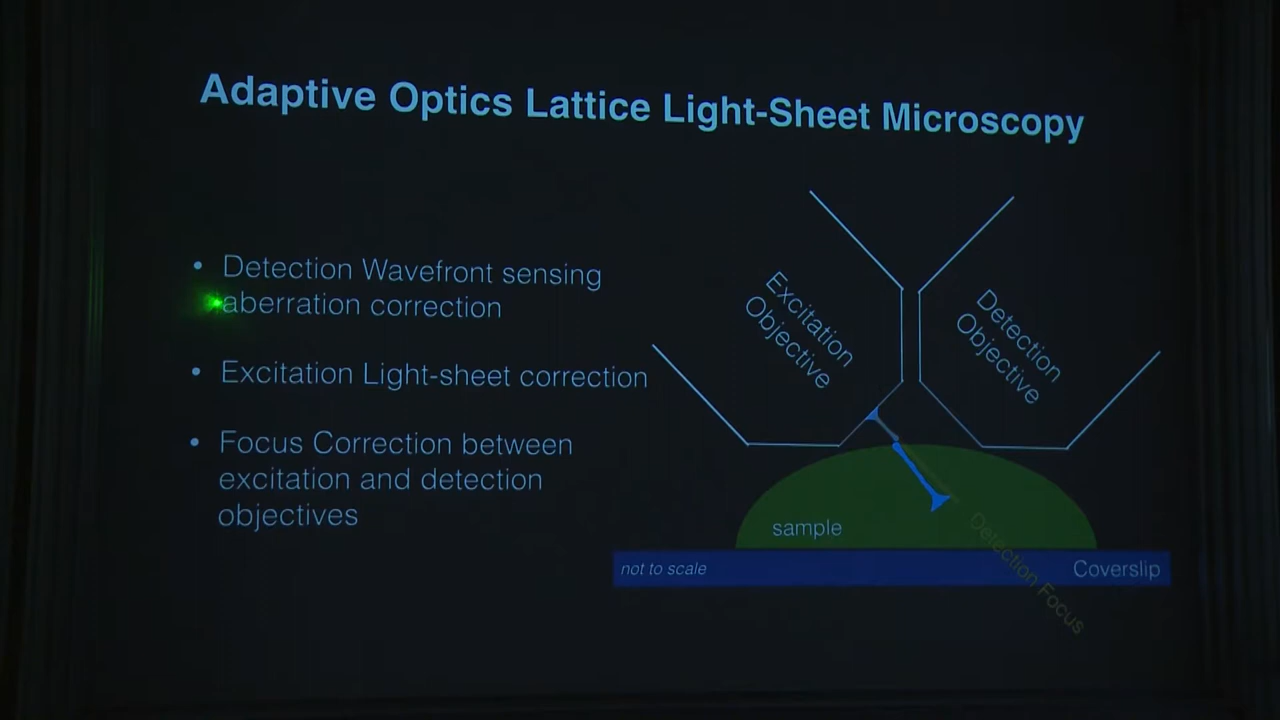 Adaptive Optics Lattice Light-Sheet Microscopy
• Detection Wavefront sensing
aberration correction
• Excitation Light-sheet correction
• Focus Correction between
excitation and detection
objectives
Excitation
Objective
Detection
Objective
sample
Detection Focus
not to scale
Coverslip